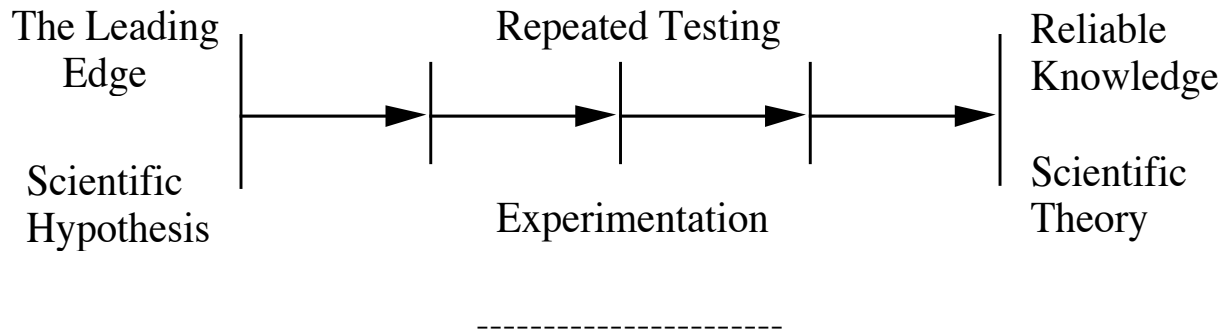 The Leading
Edge
Repeated Testing
Reliable
Knowledge
Scientific
Hypothesis
Experimentation
Scientific
Theory
-----------------------